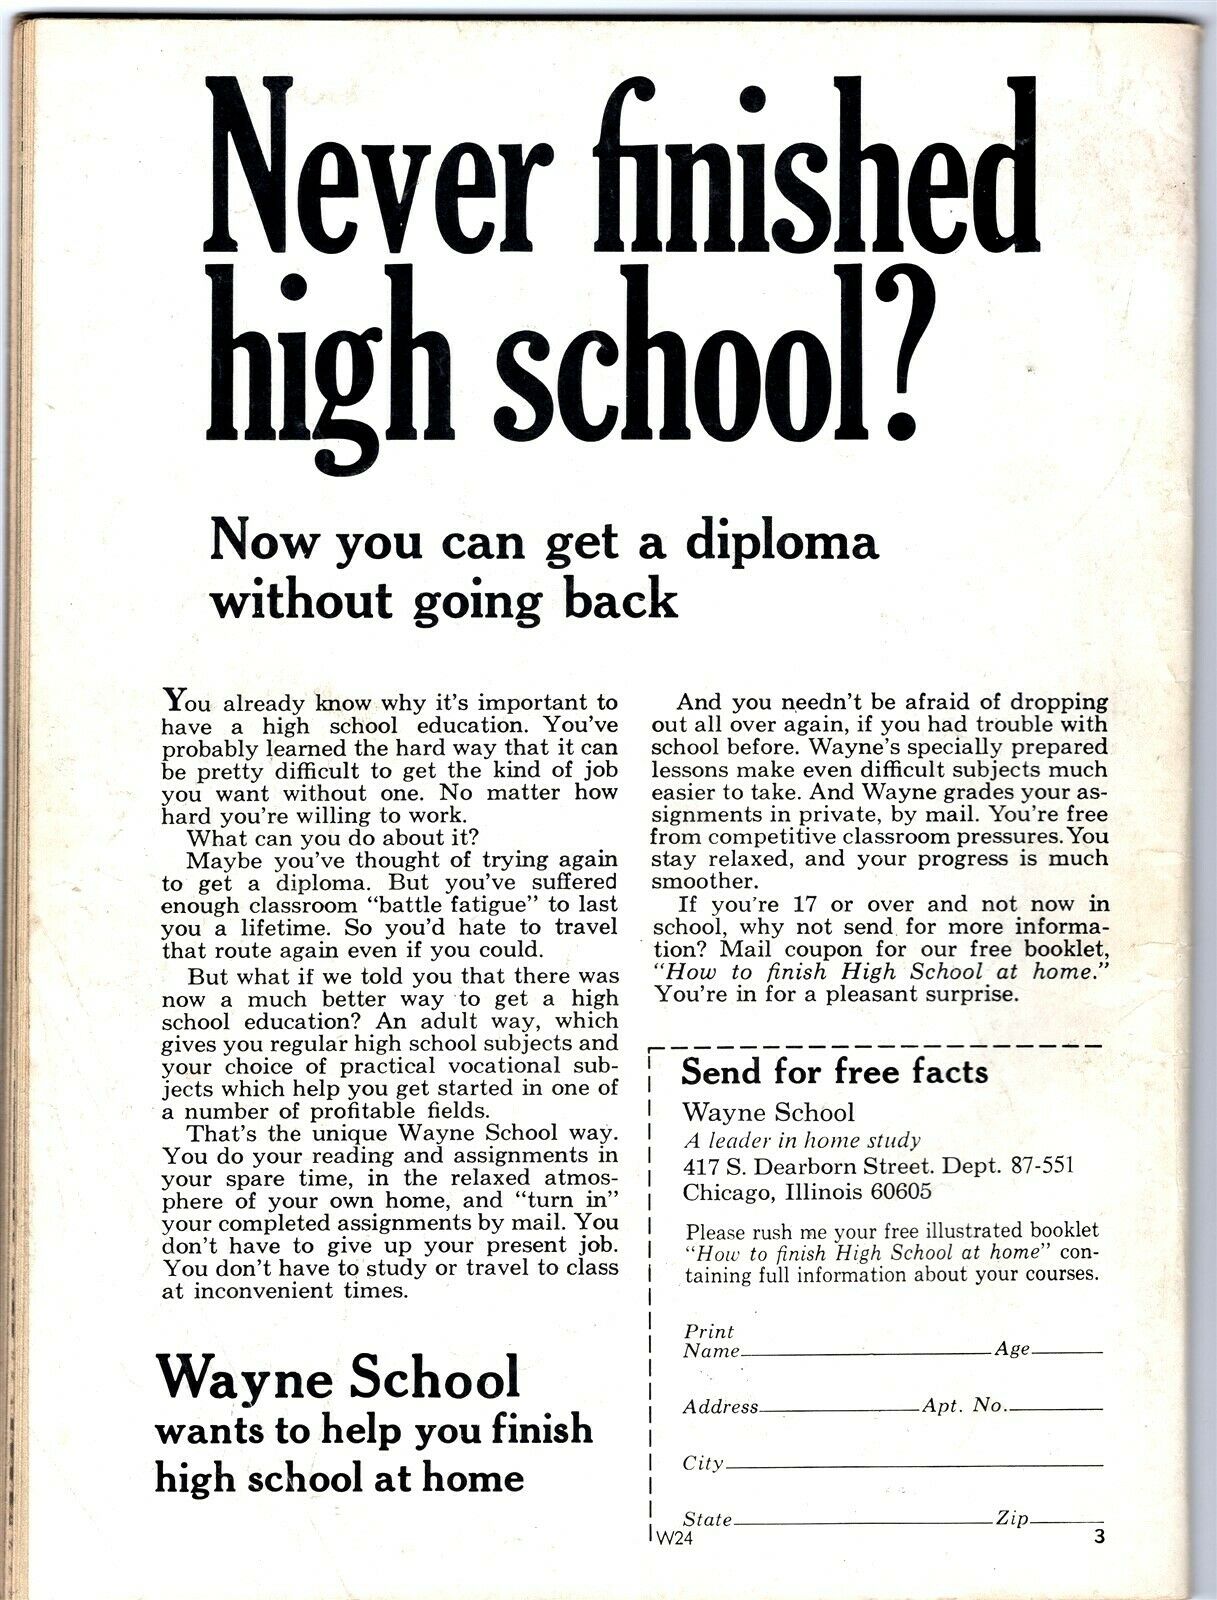 Never finished
high school?
Now you can get a diploma
without going back
You already know why it's important to
have a high school education. You've
probably learned the hard way that it can
be pretty difficult to get the kind of job
you want without one. No matter how
hard you're willing to work.
What can you do about it?
Maybe you've thought of trying again
to get a diploma. But you've suffered
enough classroom "battle fatigue" to last
you a lifetime. So you'd hate to travel
that route again even if you could.
But what if we told you that there was
now a much better way to get a high
school education? An adult way, which
gives you regular high school subjects and
your choice of practical vocational sub-
jects which help you get started in one of
a number of profitable fields.
That's the unique Wayne School way.
You do your reading and assignments in
your spare time, in the relaxed atmos-
phere of your own home, and "turn in"
your completed assignments by mail. You
don't have to give up your present job.
You don't have to study or travel to class
at inconvenient times.
Wayne School
wants to help you finish
high school at home
And you needn't be afraid of dropping
out all over again, if you had trouble with
school before. Wayne's specially prepared
lessons make even difficult subjects much
easier to take. And Wayne grades your as-
signments in private, by mail. You're free
from competitive classroom pressures. You
stay relaxed, and your progress is much
smoother.
If you're 17 or over and not now in
school, why not send for more informa-
tion? Mail coupon for our free booklet,
"How to finish High School at home."
You're in for a pleasant surprise.
Send for free facts
Wayne School
A leader in home study
417 S. Dearborn Street. Dept. 87-551
Chicago, Illinois 60605
Please rush me your free illustrated booklet
"How to finish High School at home" con-
taining full information about your courses.
Print
Name Age
Address Apt. No.
City
State Zip
W24 3